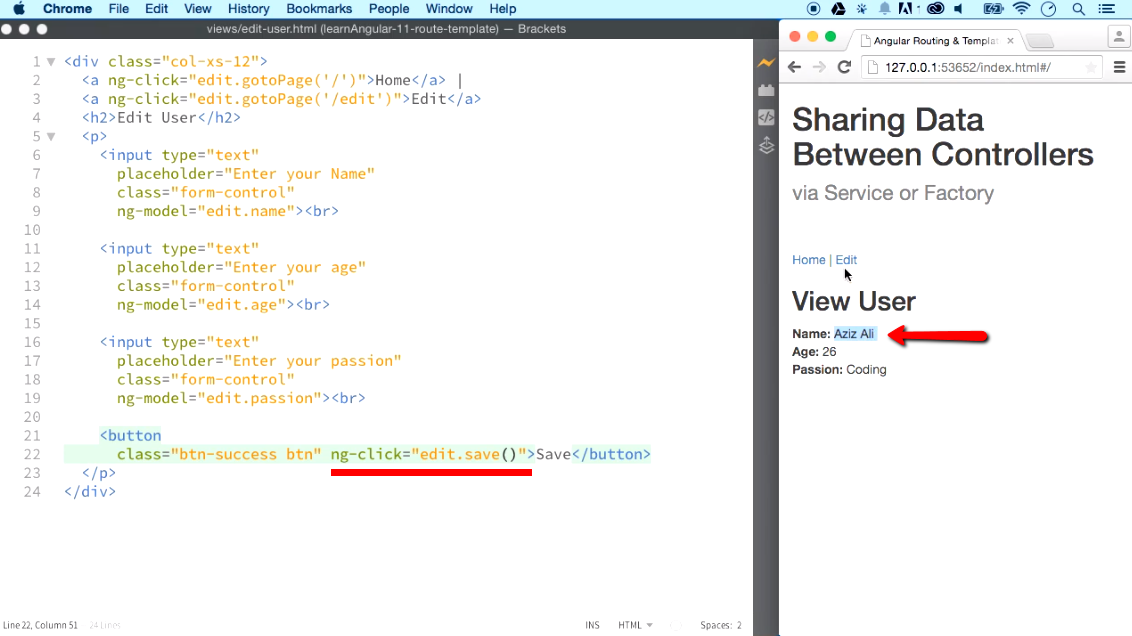 Chrome File Edit View History Bookmarks People Window Help
views/edit-user.html (learnAngular-11-route-template) — Brackets
1 <div class="col-xs-12">
2 <a ng-click="edit.gotoPage('/')">Home</a> |
3 <a ng-click="edit.gotoPage('/edit')">Edit</a>
4 <h2>Edit User</h2>
5 <p>
6 <input type="text"
7 placeholder="Enter your Name"
8 class="form-control"
9 ng-model="edit.name"><br>
10
11 <input type="text"
12 placeholder="Enter your age"
13 class="form-control"
14 ng-model="edit.age"><br>
15
16 <input type="text"
17 placeholder="Enter your passion"
18 class="form-control"
19 ng-model="edit.passion"><br>
20
21 <button
22 class="btn-success btn" ng-click="edit.save()">Save</button>
23 </p>
24 </div>
Line 22, Column 51 24 Lines
INS HTML Spaces: 2
Angular Routing & Templat
127.0.0.1:53652/index.html#/
Sharing Data
Between Controllers
via Service or Factory
Home | Edit
View User
Name: Aziz Ali
Age: 26
Passion: Coding